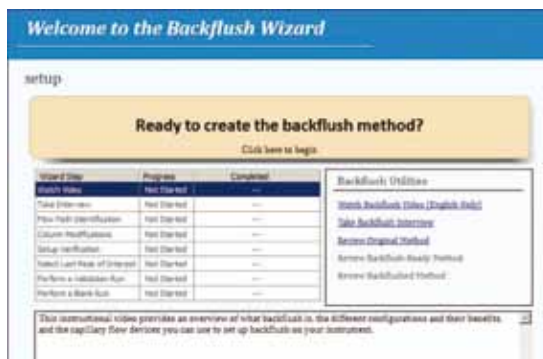 Welcome to the Backflush Wizard
setup
Ready to create the backflush method?
Click here to begin
Wizard Step Progress Completed
Watch Video Not Started ---
Take Interview Not Started ---
Flow Path Identification Not Started ---
Column Modifications Not Started ---
Setup Verification Not Started ---
Select Last Peak of Interest Not Started ---
Perform a Validation Run Not Started ---
Perform a Blank Run Not Started ---
Backflush Utilities
Watch Backflush Video (English Only)
Take Backflush Interview
Review Original Method
Review Backflush-Ready Method
Review Backflushed Method
This instructional video provides an overview of what backflush is, the different configurations and their benefits,
and the capillary flow devices you can use to set up backflush on your instrument.